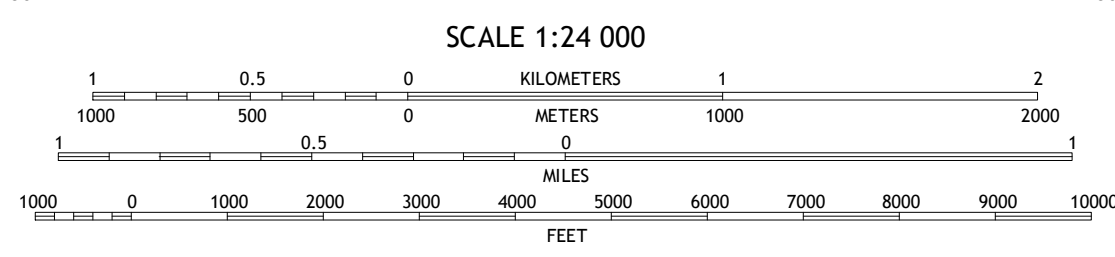 SCALE 1:24 000
1 0.5 0 KILOMETERS 1 2
1000 500 0 METERS 1000 2000
1 0.5 0 1
MILES
1000 0 1000 2000 3000 4000 5000 6000 7000 8000 9000 10000
FEET